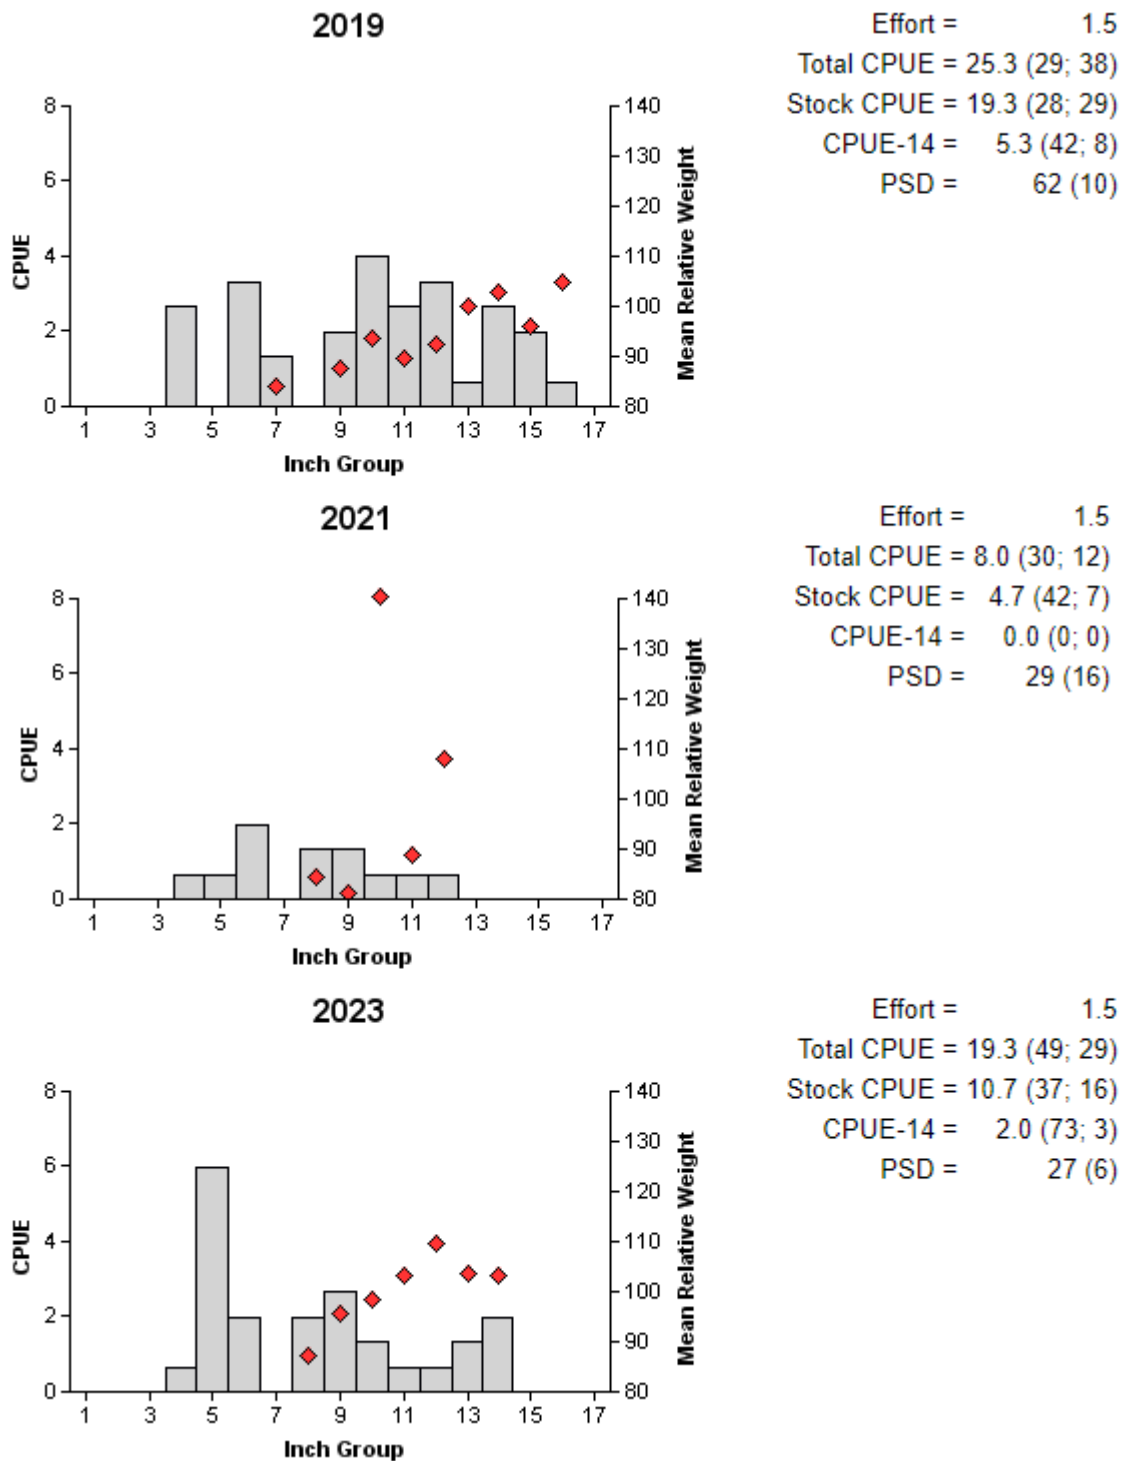 2019
Effort = 1.5
Total CPUE = 25.3 (29; 38)
Stock CPUE = 19.3 (28; 29)
CPUE-14 = 5.3 (42; 8)
PSD = 62 (10)
8
6
4
2
0
CPUE
140
130
120
110
100
90
80
Mean Relative Weight
1 3 5 7 9 11 13 15 17
Inch Group
2021
Effort = 1.5
Total CPUE = 8.0 (30; 12)
Stock CPUE = 4.7 (42; 7)
CPUE-14 = 0.0 (0; 0)
PSD = 29 (16)
8
6
4
2
0
CPUE
140
130
120
110
100
90
80
Mean Relative Weight
1 3 5 7 9 11 13 15 17
Inch Group
2023
Effort = 1.5
Total CPUE = 19.3 (49; 29)
Stock CPUE = 10.7 (37; 16)
CPUE-14 = 2.0 (73; 3)
PSD = 27 (6)
8
6
4
2
0
CPUE
140
130
120
110
100
90
80
Mean Relative Weight
1 3 5 7 9 11 13 15 17
Inch Group